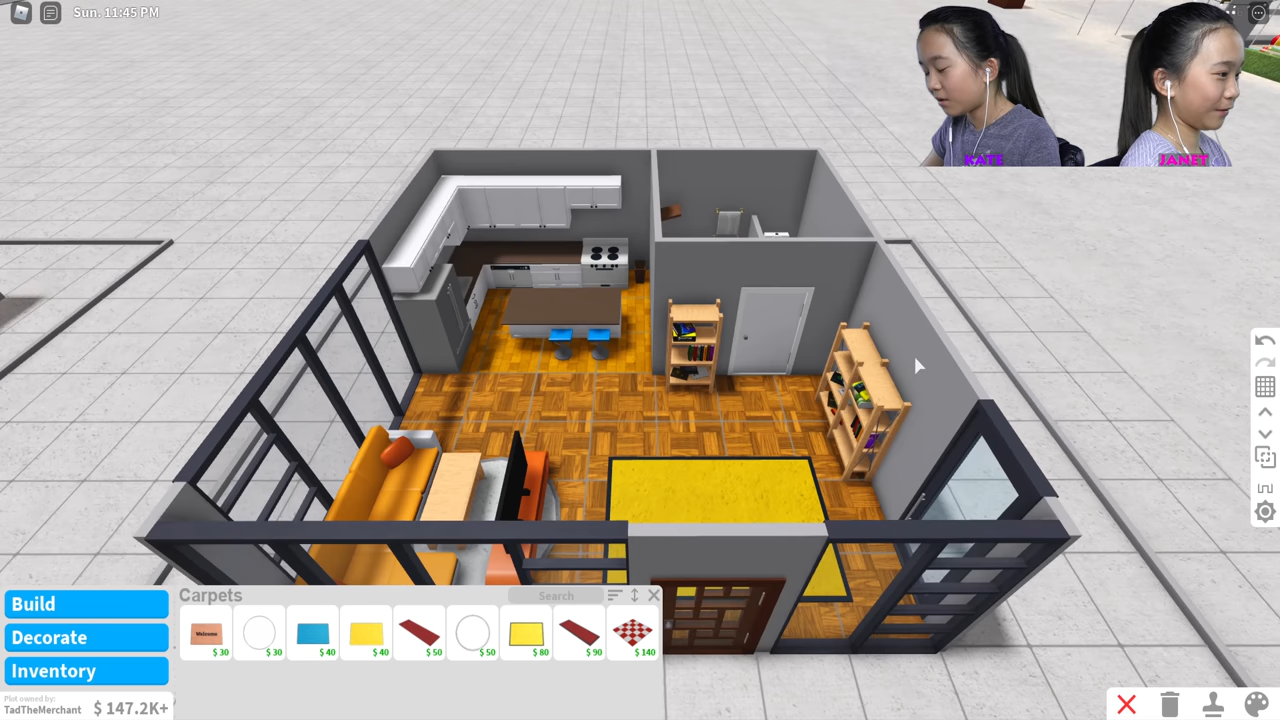 Sun. 11:45 PM
KATE
JANET
Carpets
Search
Build
Decorate
Inventory
Welcome
$ 30
$ 30
$ 40
$ 40
$ 50
$ 50
$ 80
$ 90
$ 140
Plot owned by:
TadTheMerchant
$ 147.2K+